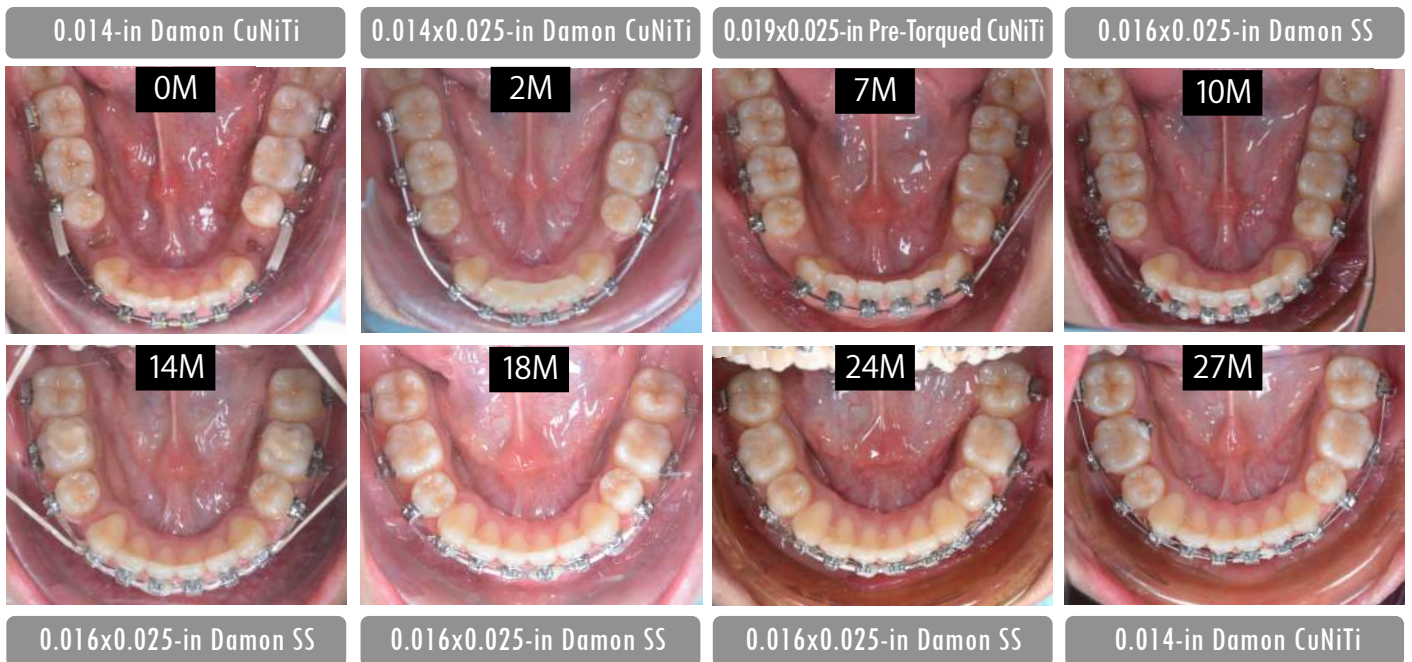 0.014-in Damon CuNiTi
0.014x0.025-in Damon CuNiTi
0.019x0.025-in Pre-Torqued CuNiTi
0.016x0.025-in Damon SS
0M
2M
7M
10M
14M
18M
24M
27M
0.016x0.025-in Damon SS
0.016x0.025-in Damon SS
0.016x0.025-in Damon SS
0.014-in Damon CuNiTi